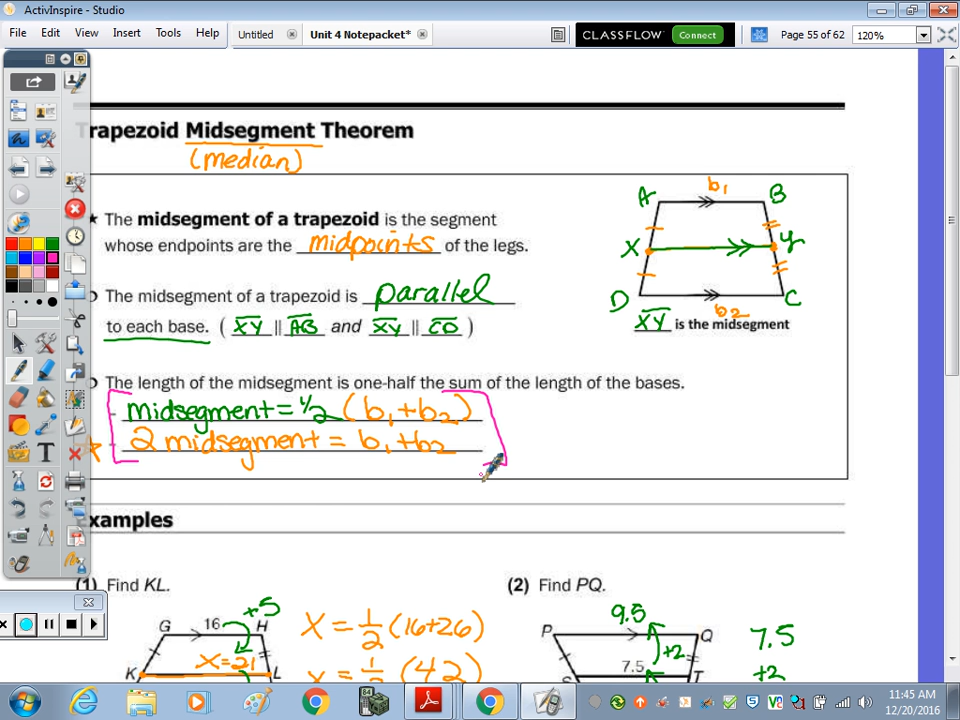 ActivInspire - Studio
File Edit View Insert Tools Help Untitled Unit 4 Notepacket* CLASSFLOW Connect Page 55 of 62 120%
rapezoid Midsegment Theorem
(median)
The midsegment of a trapezoid is the segment
whose endpoints are the midpoints of the legs.
The midsegment of a trapezoid is parallel
to each base. (XY || AB and XY || CD)
The length of the midsegment is one-half the sum of the length of the bases.
- midsegment = 1/2 (b1+b2)
- 2 midsegment = b1+b2
A b1 B
X Y
D b2 C
XY is the midsegment
Examples
(1) Find KL.
G 16 H +5
x=21
K L
x = 1/2 (16+26)
x = 1/2 (42)
(2) Find PQ.
9.5
P Q
+2
7.5
T
7.5
+2
11:45 AM
12/20/2016